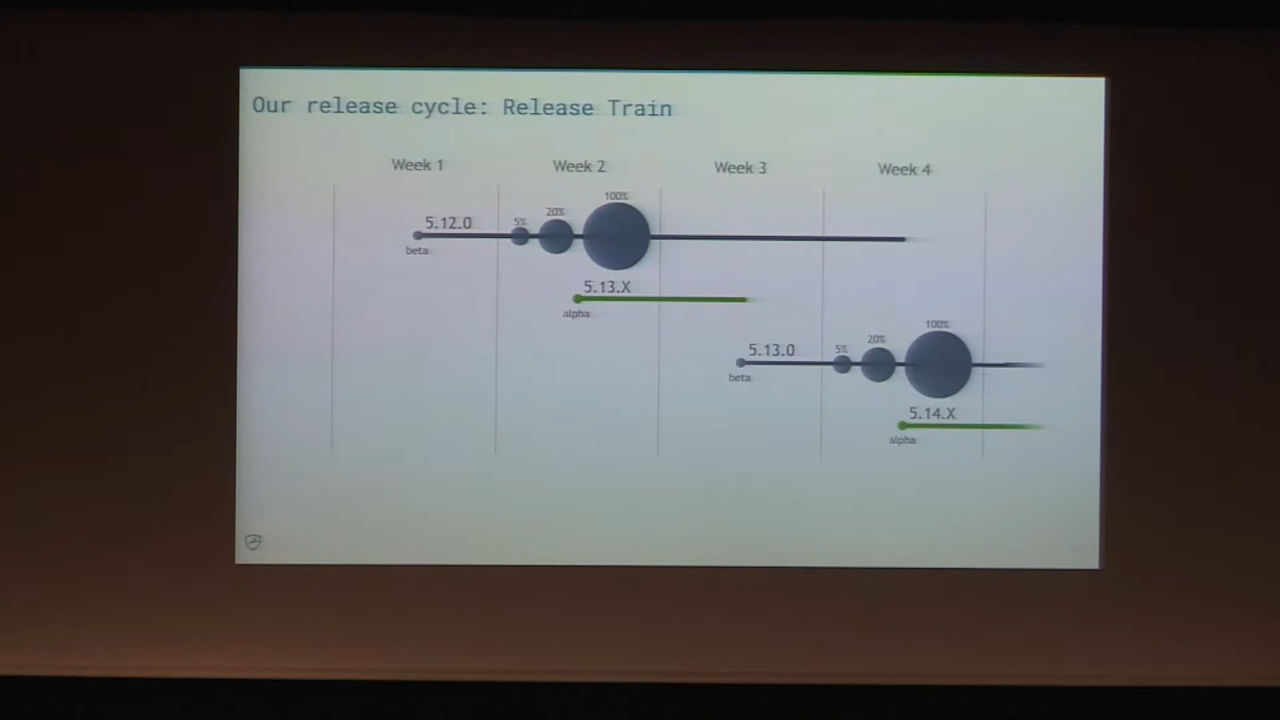 Our release cycle: Release Train
Week 1
Week 2
Week 3
Week 4
100%
20%
5%
5.12.0
beta
5.13.X
alpha
100%
20%
5%
5.13.0
beta
5.14.X
alpha